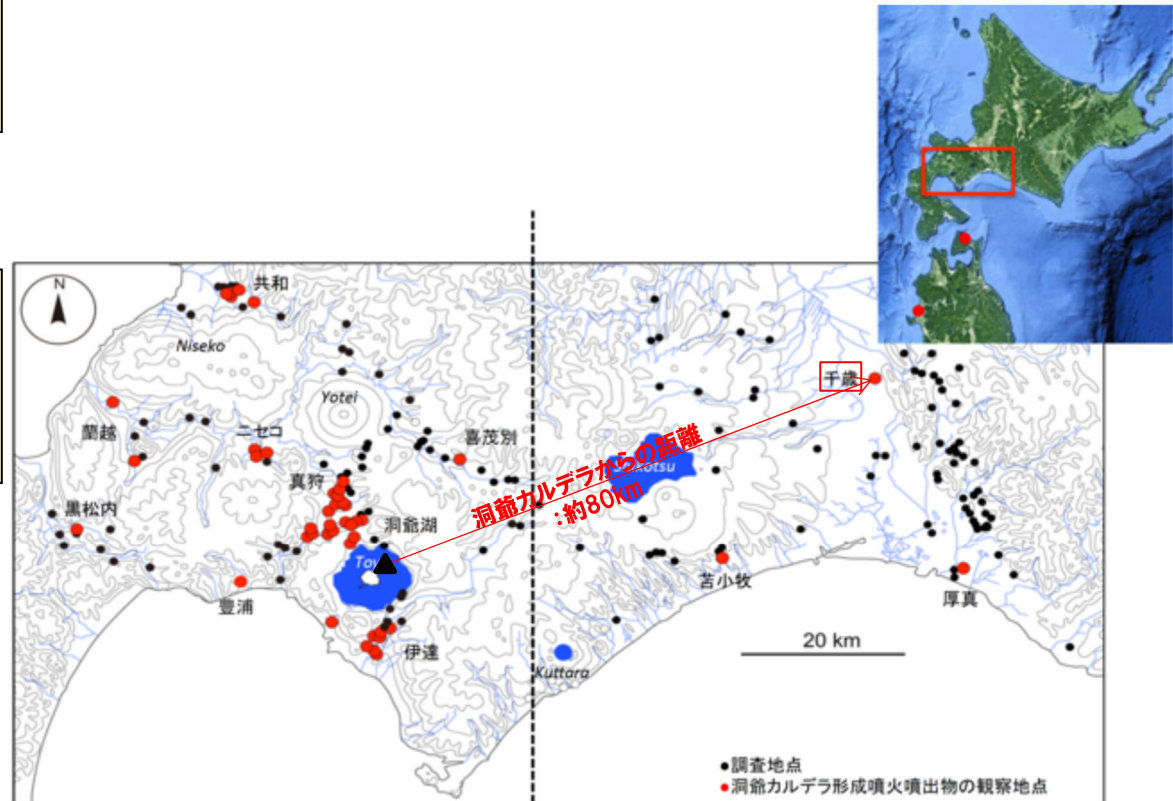 N
共和
Niseko
Yotei
千歳
蘭越
ニセコ
喜茂別
真狩
洞爺カルデラからの距離
:約80km
黒松内
洞爺湖
苫小牧
豊浦
厚真
伊達
20 km
Kuttara
●調査地点
●洞爺カルデラ形成噴火噴出物の観察地点